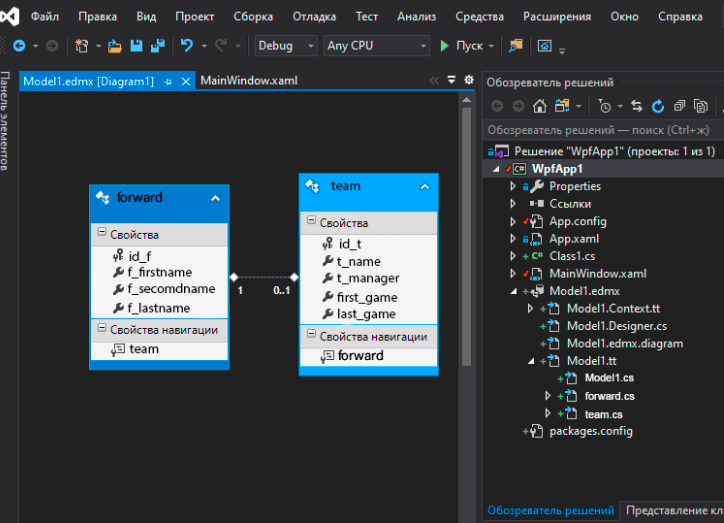 Файл Правка Вид Проект Сборка Отладка Тест Анализ Средства Расширения Окно Справка
Debug Any CPU Пуск
Панель элементов
Model1.edmx [Diagram1] MainWindow.xaml
forward
Свойства
id_f
f_firstname
f_secomdname
f_lastname
Свойства навигации
team
1 0..1
team
Свойства
id_t
t_name
t_manager
first_game
last_game
Свойства навигации
forward
Обозреватель решений
Обозреватель решений — поиск (Ctrl+ж)
Решение "WpfApp1" (проекты: 1 из 1)
C# WpfApp1
Properties
Ссылки
App.config
App.xaml
C# Class1.cs
MainWindow.xaml
Model1.edmx
Model1.Context.tt
Model1.Designer.cs
Model1.edmx.diagram
Model1.tt
Model1.cs
forward.cs
team.cs
packages.config
Обозреватель решений Представление кл